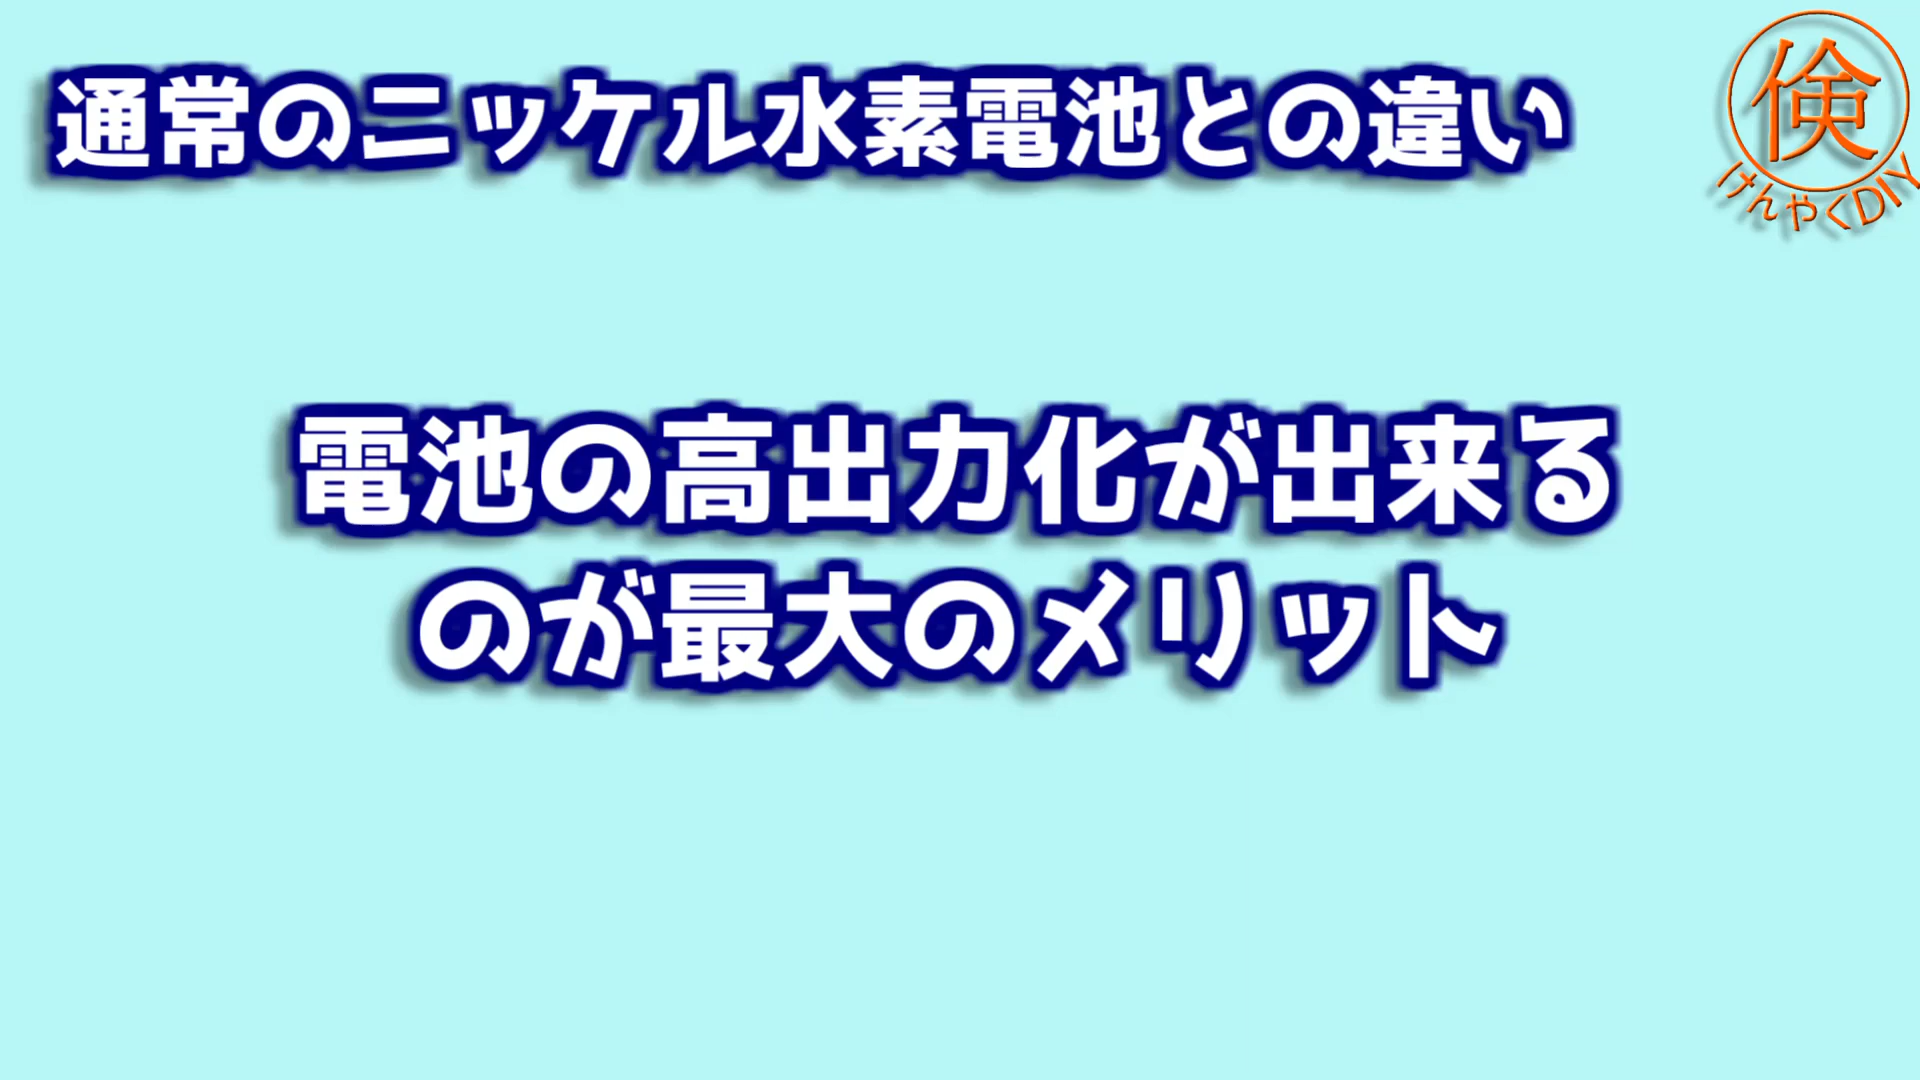 通常のニッケル水素電池との違い
倹
けんやくDIY
電池の高出力化が出来る
のが最大のメリット